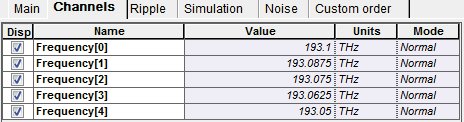 Main Channels Ripple Simulation Noise Custom order
Disp Name Value Units Mode
Frequency[0] 193.1 THz Normal
Frequency[1] 193.0875 THz Normal
Frequency[2] 193.075 THz Normal
Frequency[3] 193.0625 THz Normal
Frequency[4] 193.05 THz Normal